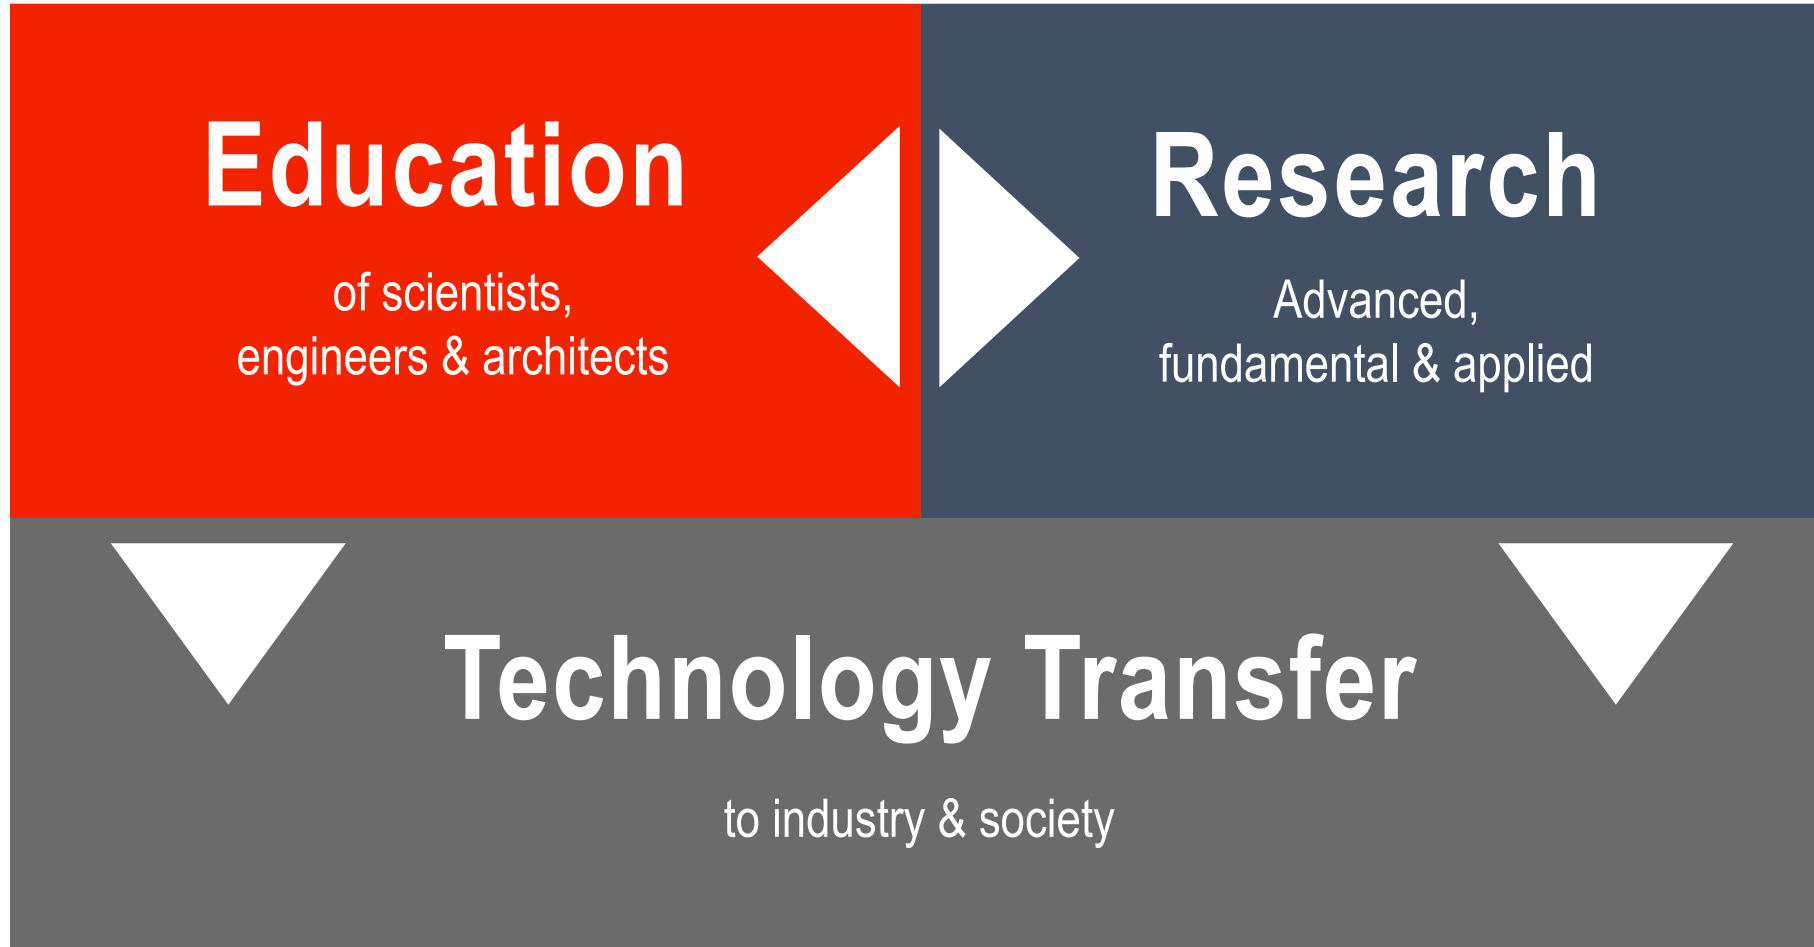 Education
of scientists,
engineers & architects
Research
Advanced,
fundamental & applied
Technology Transfer
to industry & society